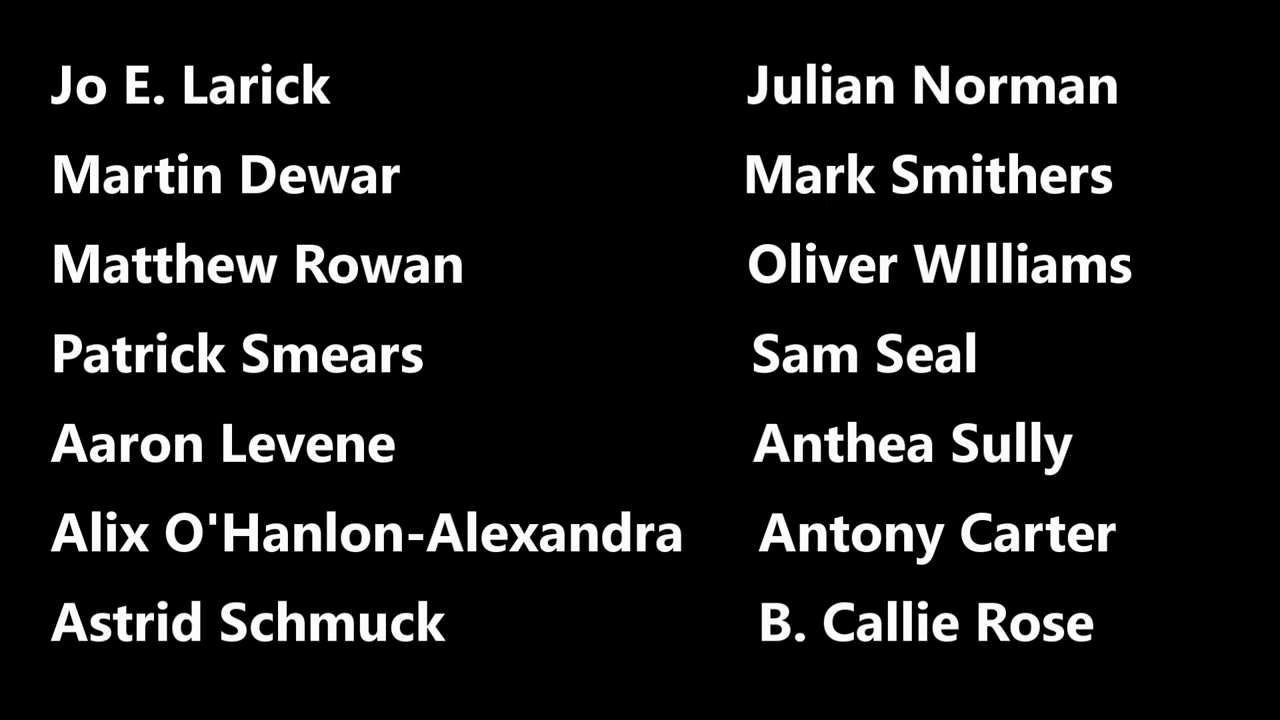 Jo E. Larick Julian Norman
Martin Dewar Mark Smithers
Matthew Rowan Oliver WIlliams
Patrick Smears Sam Seal
Aaron Levene Anthea Sully
Alix O'Hanlon-Alexandra Antony Carter
Astrid Schmuck B. Callie Rose